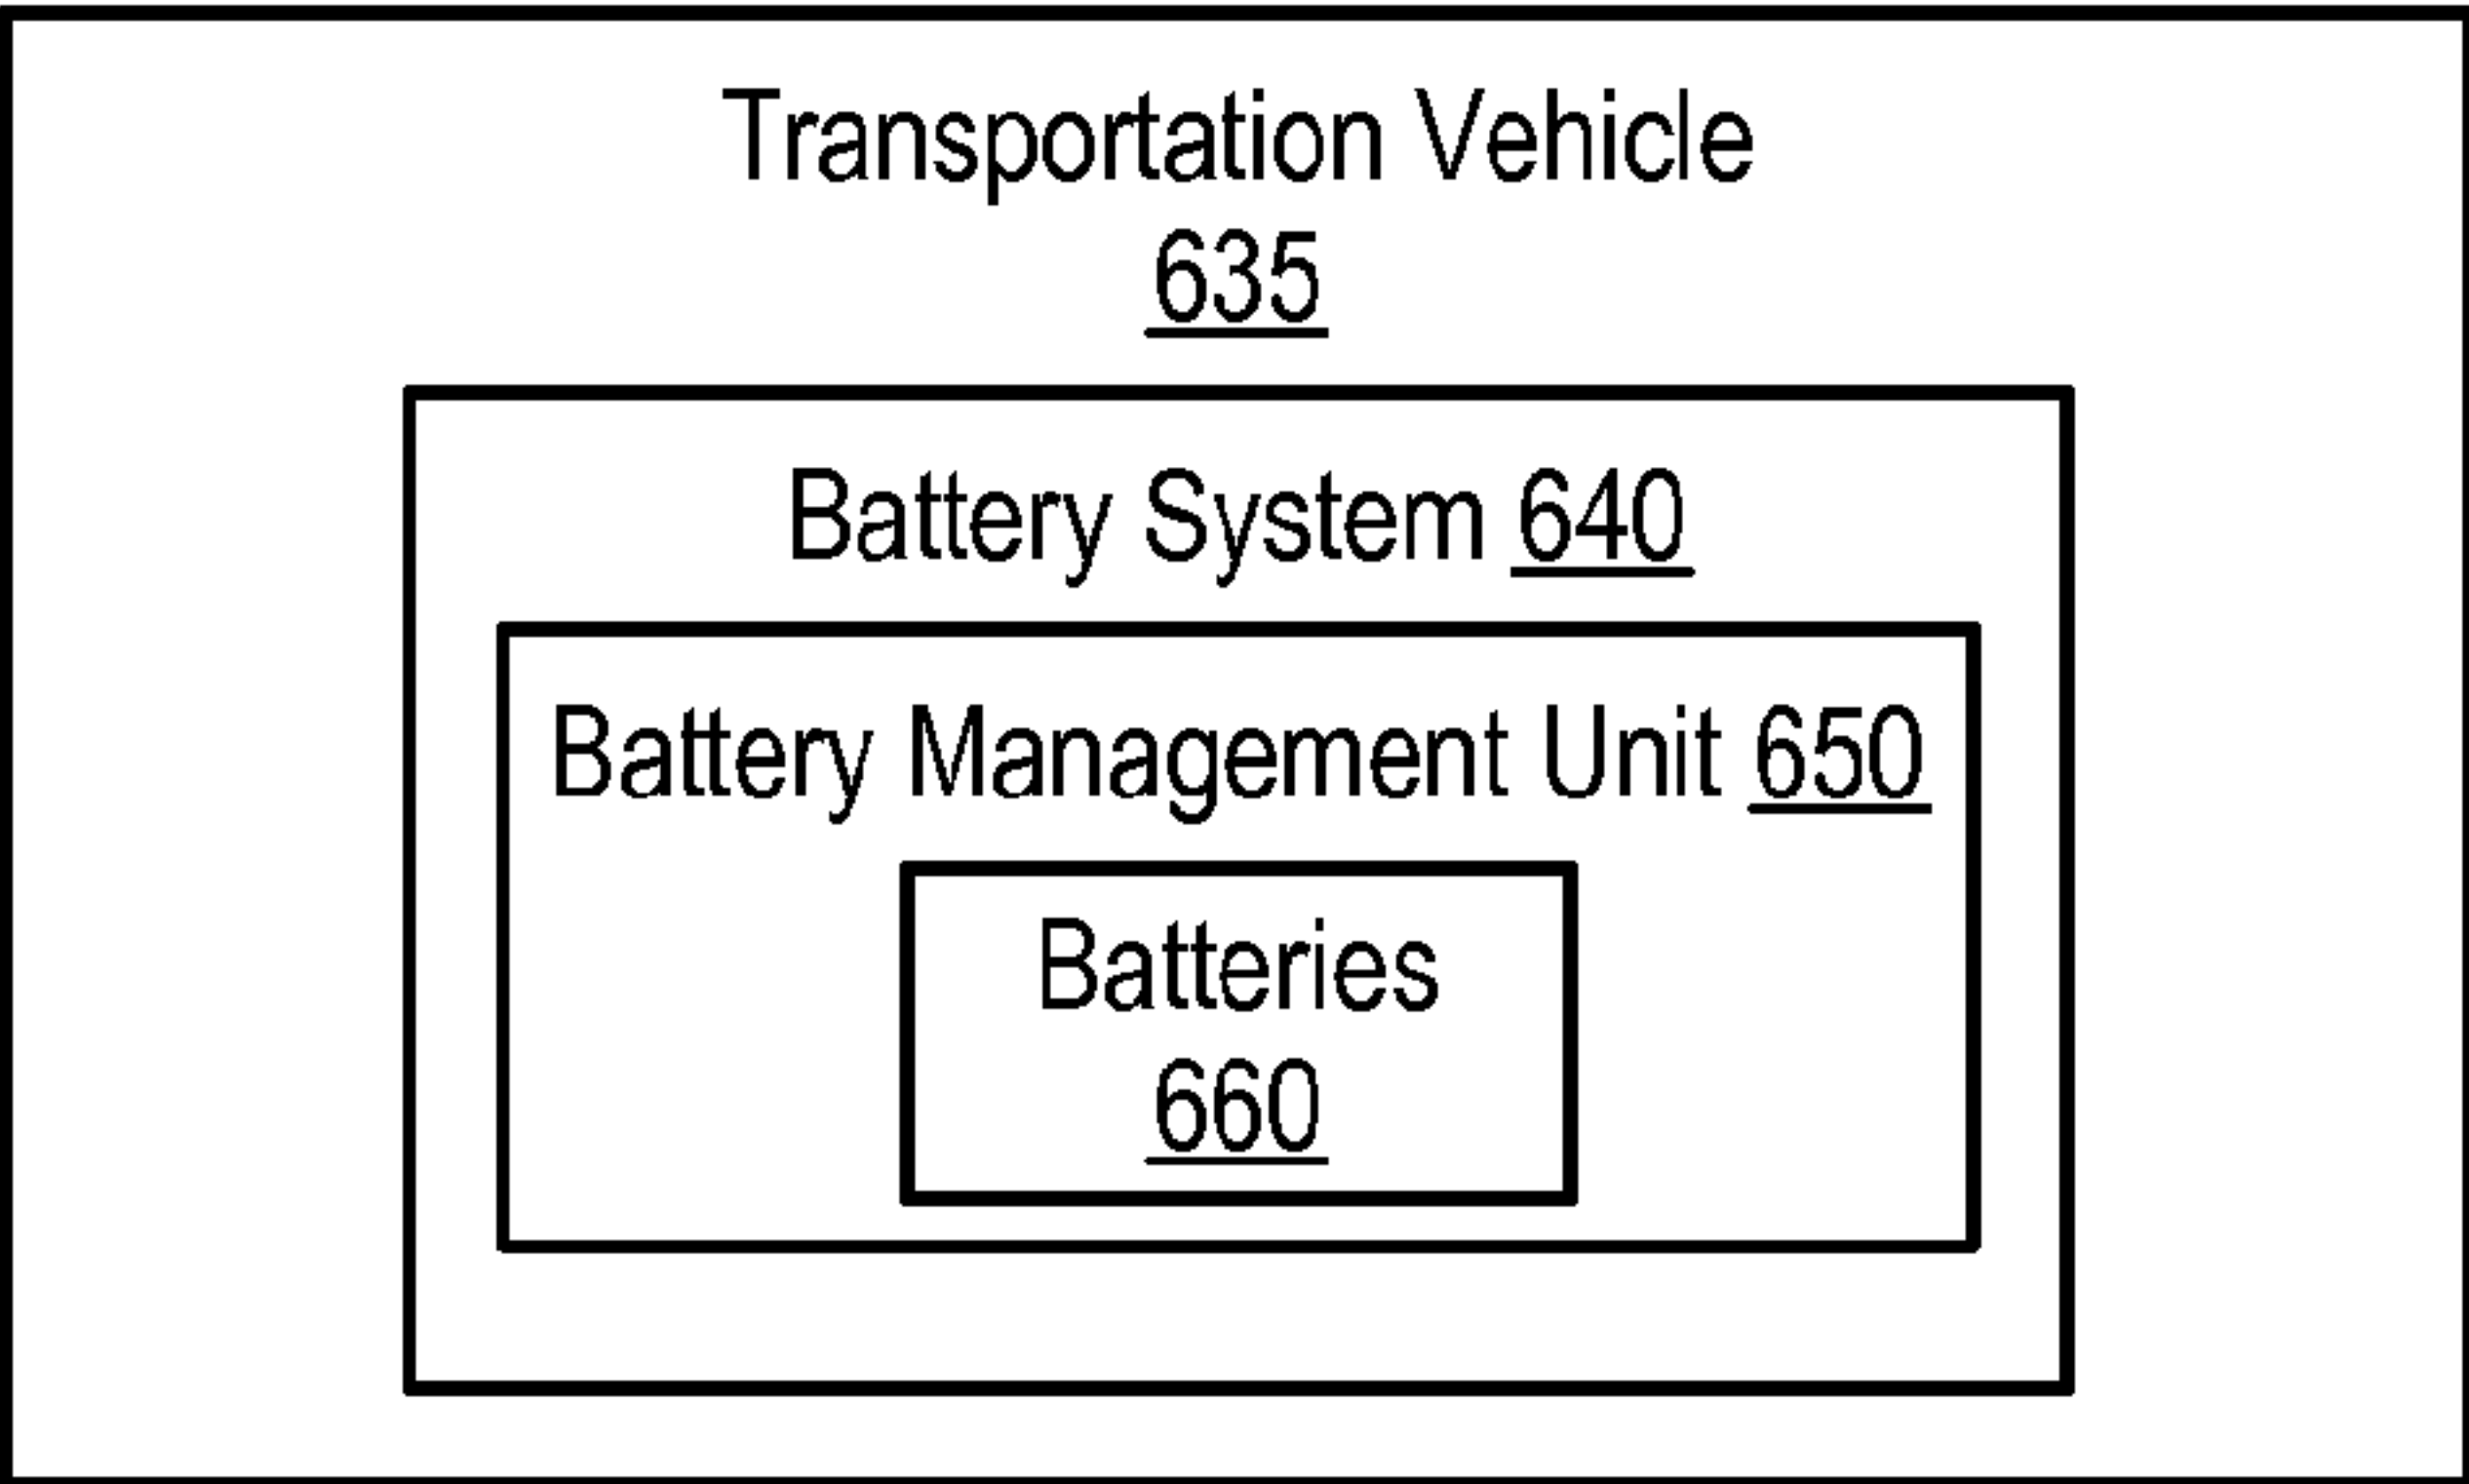 Transportation Vehicle
635
Battery System 640
Battery Management Unit 650
Batteries
660